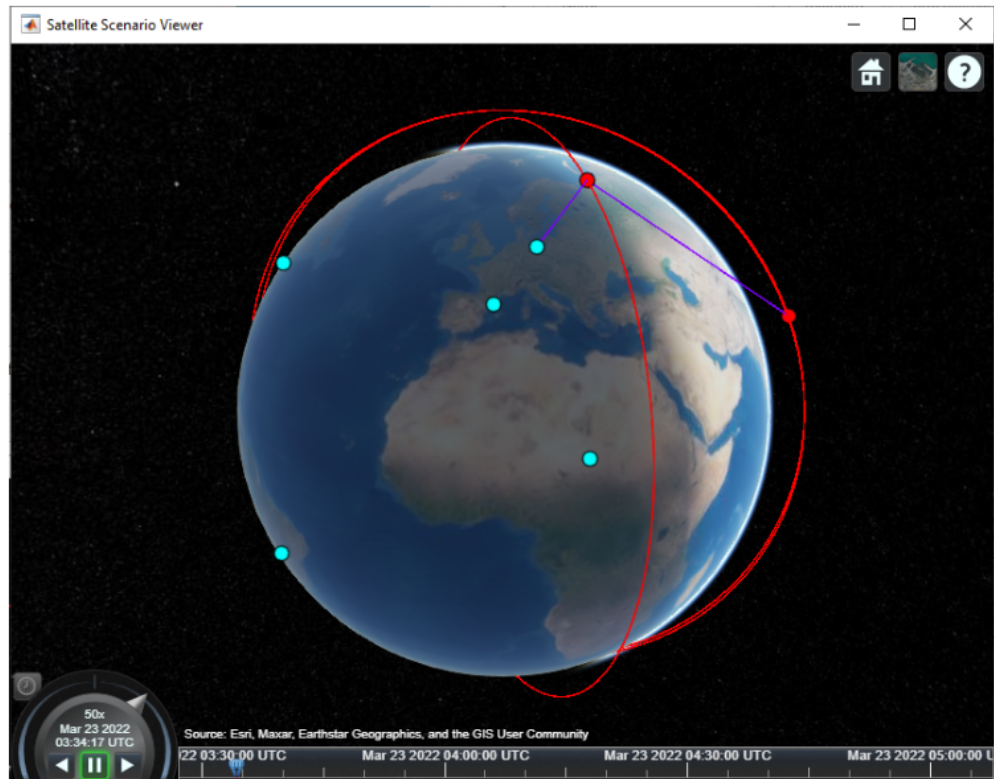 Satellite Scenario Viewer
?
50x
Mar 23 2022
03:34:17 UTC
Source: Esri, Maxar, Earthstar Geographics, and the GIS User Community
22 03:30:00 UTC Mar 23 2022 04:00:00 UTC Mar 23 2022 04:30:00 UTC Mar 23 2022 05:00:00 U